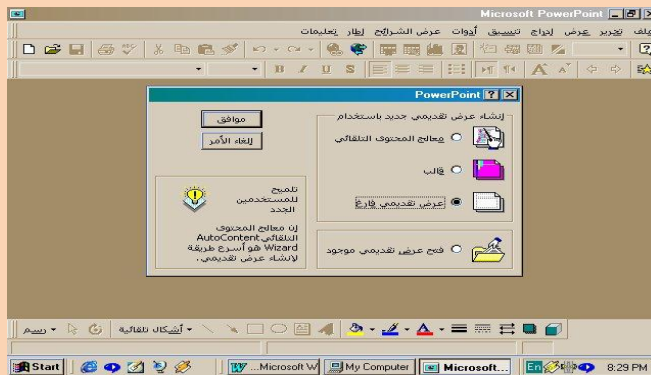 Microsoft PowerPoint
ملف تحرير عرض إدراج تنسيق أدوات عرض الشرائح إطار تعليمات
B I U S
PowerPoint
إنشاء عرض تقديمي جديد باستخدام
معالج المحتوى التلقائي
قالب
عرض تقديمي فارغ
فتح عرض تقديمي موجود
موافق
إلغاء الأمر
تلميح
للمستخدمين
الجدد
إن معالج المحتوى
التلقائي AutoContent
Wizard هو أسرع طريقة
لإنشاء عرض تقديمي.
رسم أشكال تلقائية
Start Microsoft W... My Computer Microsoft... En 8:29 PM